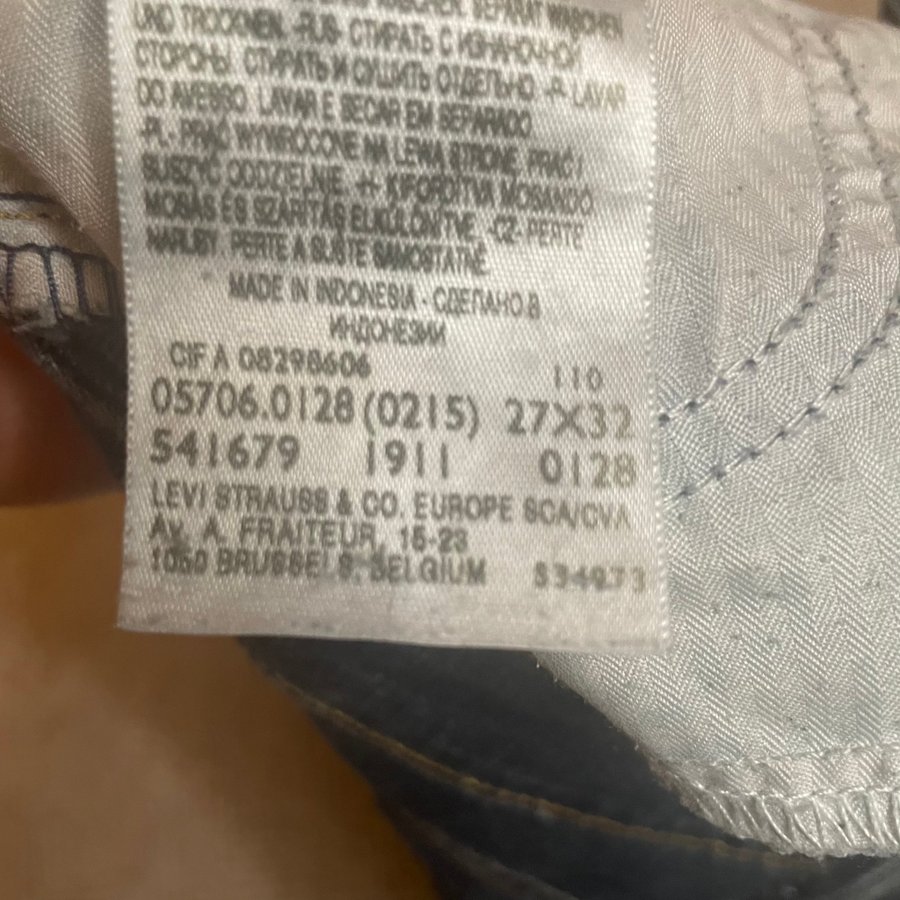 UND TROCKNEN. -RUS- СТИРАТЬ С ИЗНАНОЧНОЙ
СТОРОНЫ. СТИРАТЬ И СУШИТЬ ОТДЕЛЬНО. -P- LAVAR
DO AVESSO. LAVAR E SECAR EM SEPARADO.
-PL- PRAĆ WYWRÓCONE NA LEWĄ STRONĘ, PRAĆ I
SUSZYĆ ODDZIELNIE. -H- KIFORDÍTVA MOSANDÓ
MOSÁS ÉS SZÁRÍTÁS ELKÜLÖNÍTVE. -CZ- PERTE
NARUBY. PERTE A SUŠTE SAMOSTATNĚ.
MADE IN INDONESIA - СДЕЛАНО В
ИНДОНЕЗИИ
CIF A 08298606
110
05706.0128 (0215) 27X32
541679 1911 0128
LEVI STRAUSS & CO. EUROPE SCA/CVA
Av. A. FRAITEUR, 15-23
1050 BRUSSELS, BELGIUM S34973